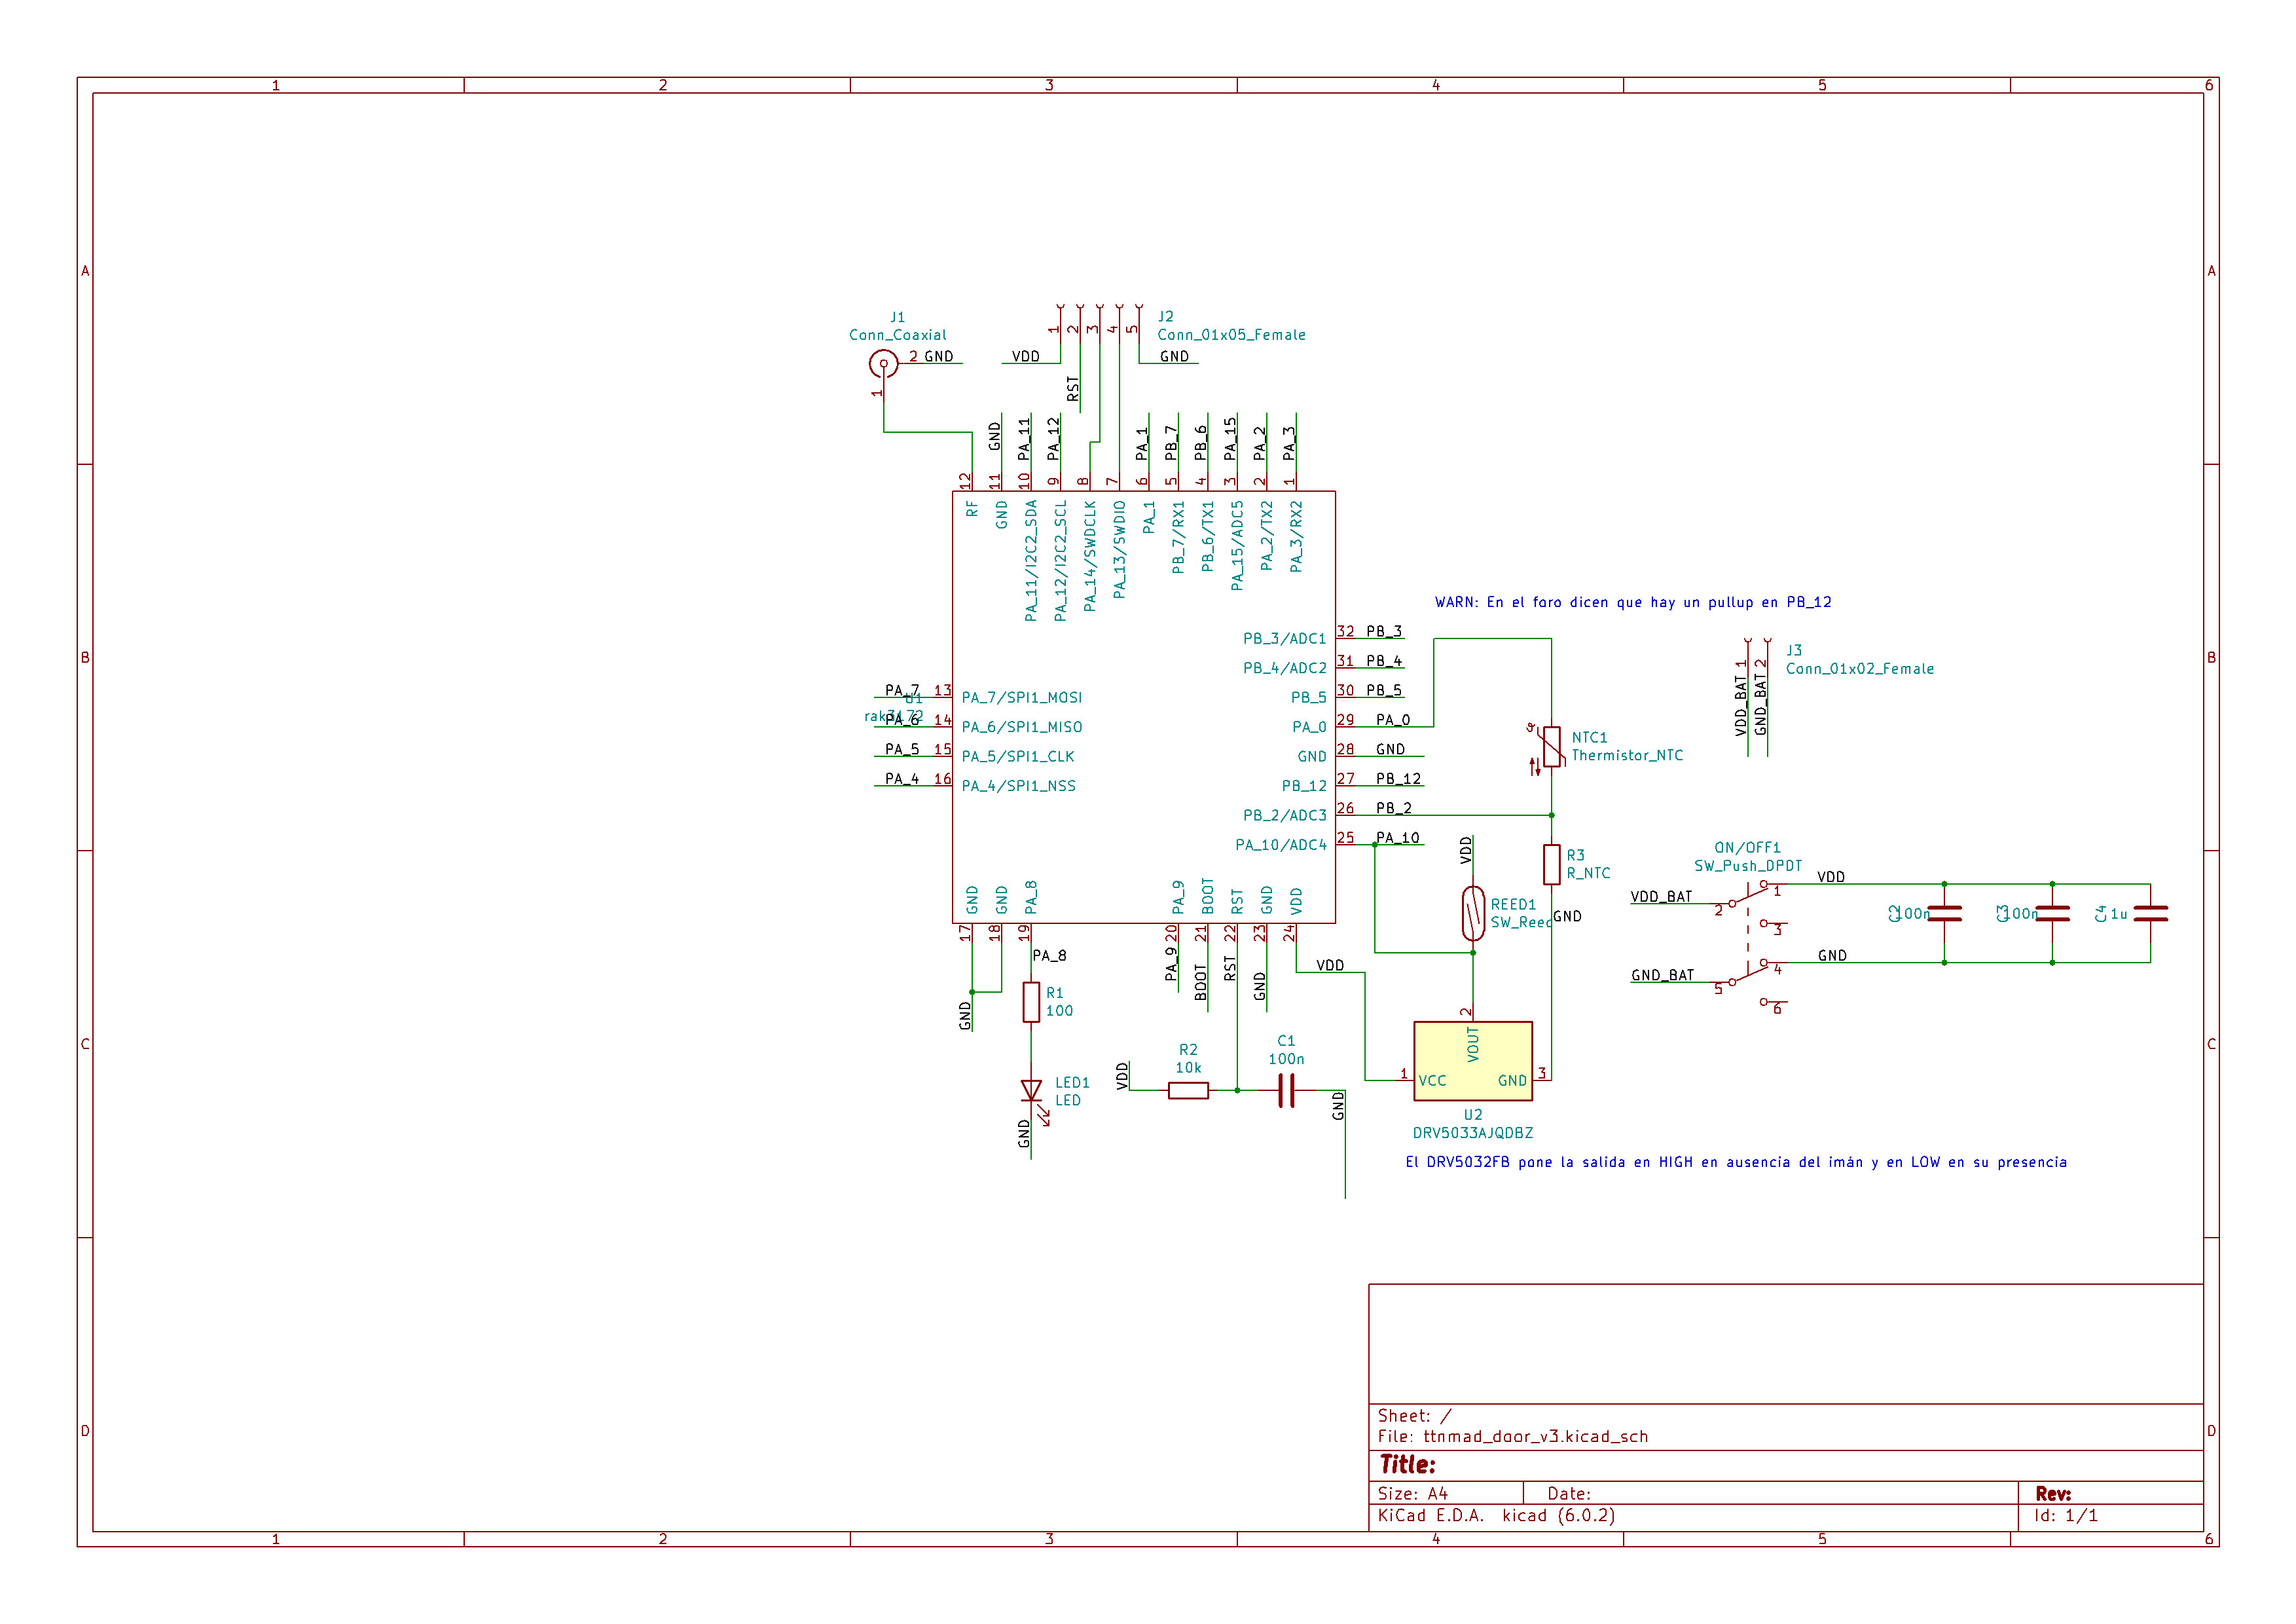 1 2 3 4 5 6
A
B
C
D
A
B
C
D
J1
Conn_Coaxial
2 GND
1
1 2 3 4 5
J2
Conn_01x05_Female
VDD
RST
GND
GND
PA_11
PA_12
PA_1
PB_7
PB_6
PA_15
PA_2
PA_3
12 11 10 9 8 7 6 5 4 3 2 1
RF
GND
PA_11/I2C2_SDA
PA_12/I2C2_SCL
PA_14/SWDCLK
PA_13/SWDIO
PA_1
PB_7/RX1
PB_6/TX1
PA_15/ADC5
PA_2/TX2
PA_3/RX2
PA_7 13 PA_7/SPI1_MOSI
U1
rak3172
PA_6 14 PA_6/SPI1_MISO
PA_5 15 PA_5/SPI1_CLK
PA_4 16 PA_4/SPI1_NSS
PB_3/ADC1 32 PB_3
PB_4/ADC2 31 PB_4
PB_5 30 PB_5
PA_0 29 PA_0
GND 28 GND
PB_12 27 PB_12
PB_2/ADC3 26 PB_2
PA_10/ADC4 25 PA_10
GND
GND
PA_8
PA_9
BOOT
RST
GND
VDD
17 18 19 20 21 22 23 24
GND
PA_8
PA_9
BOOT
RST
GND
VDD
R1
100
LED1
LED
GND
VDD
R2
10k
C1
100n
GND
WARN: En el foro dicen que hay un pullup en PB_12
NTC1
Thermistor_NTC
R3
R_NTC
GND
VDD
REED1
SW_Reed
2
VOUT
1 VCC
GND 3
U2
DRV5033AJQDBZ
El DRV5032FB pone la salida en HIGH en ausencia del imán y en LOW en su presencia
J3
Conn_01x02_Female
VDD_BAT 1
GND_BAT 2
ON/OFF1
SW_Push_DPDT
VDD_BAT
2
1
3
VDD
GND_BAT
5
4
6
GND
C2
100n
C3
100n
C4
1u
Sheet: /
File: ttnmad_door_v3.kicad_sch
Title:
Size: A4
Date:
Rev:
KiCad E.D.A. kicad (6.0.2)
Id: 1/1
1 2 3 4 5 6